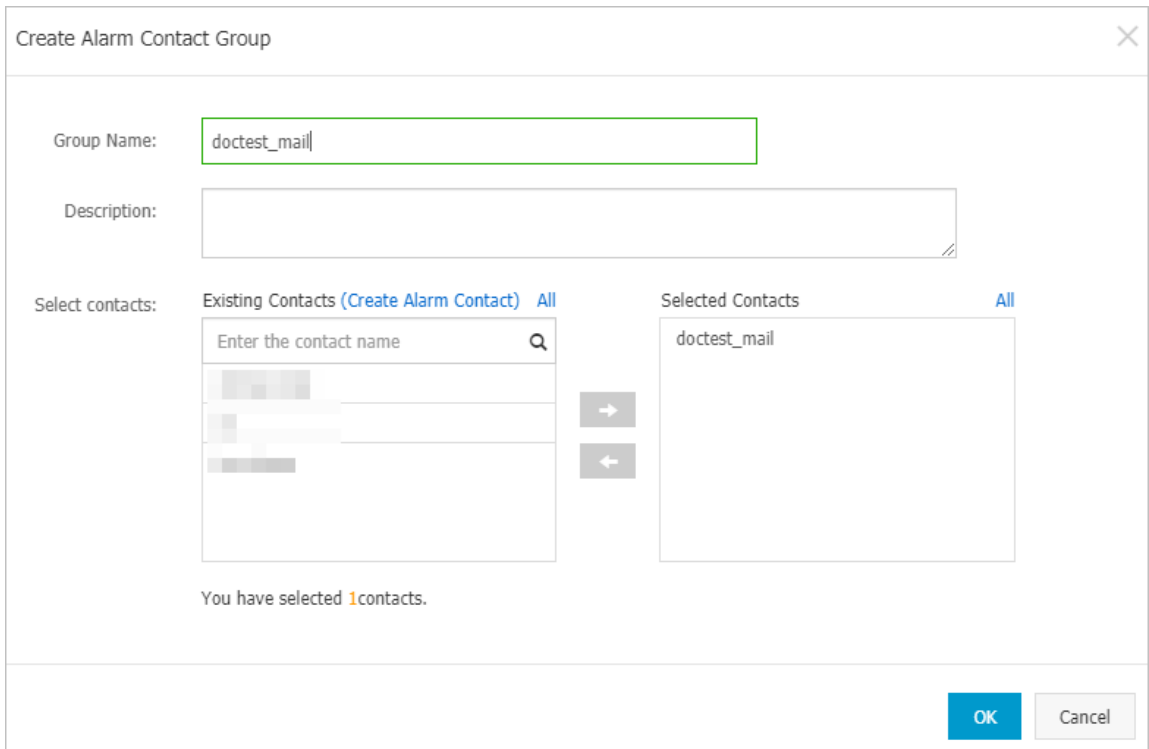 Create Alarm Contact Group
Group Name: doctest_mail
Description:
Select contacts: Existing Contacts (Create Alarm Contact) All Selected Contacts All
Enter the contact name doctest_mail
You have selected 1contacts.
OK Cancel